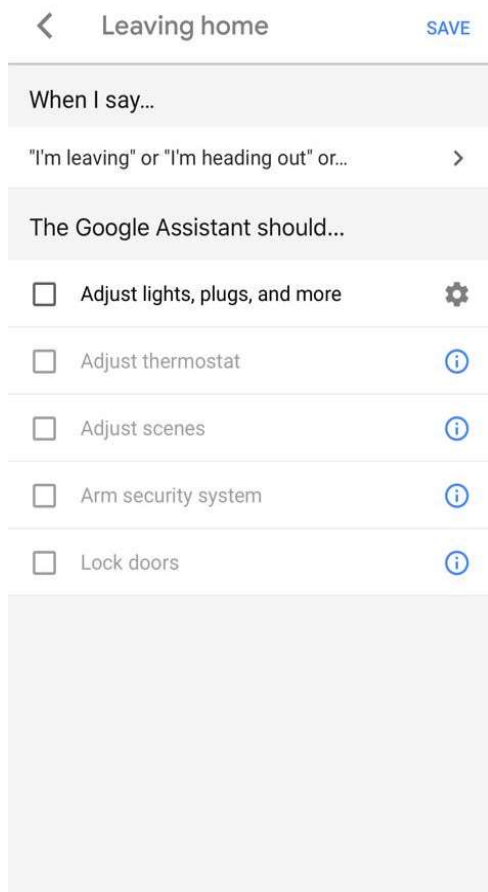 Leaving home
SAVE
When I say...
"I'm leaving" or "I'm heading out" or...
The Google Assistant should...
Adjust lights, plugs, and more
Adjust thermostat
Adjust scenes
Arm security system
Lock doors